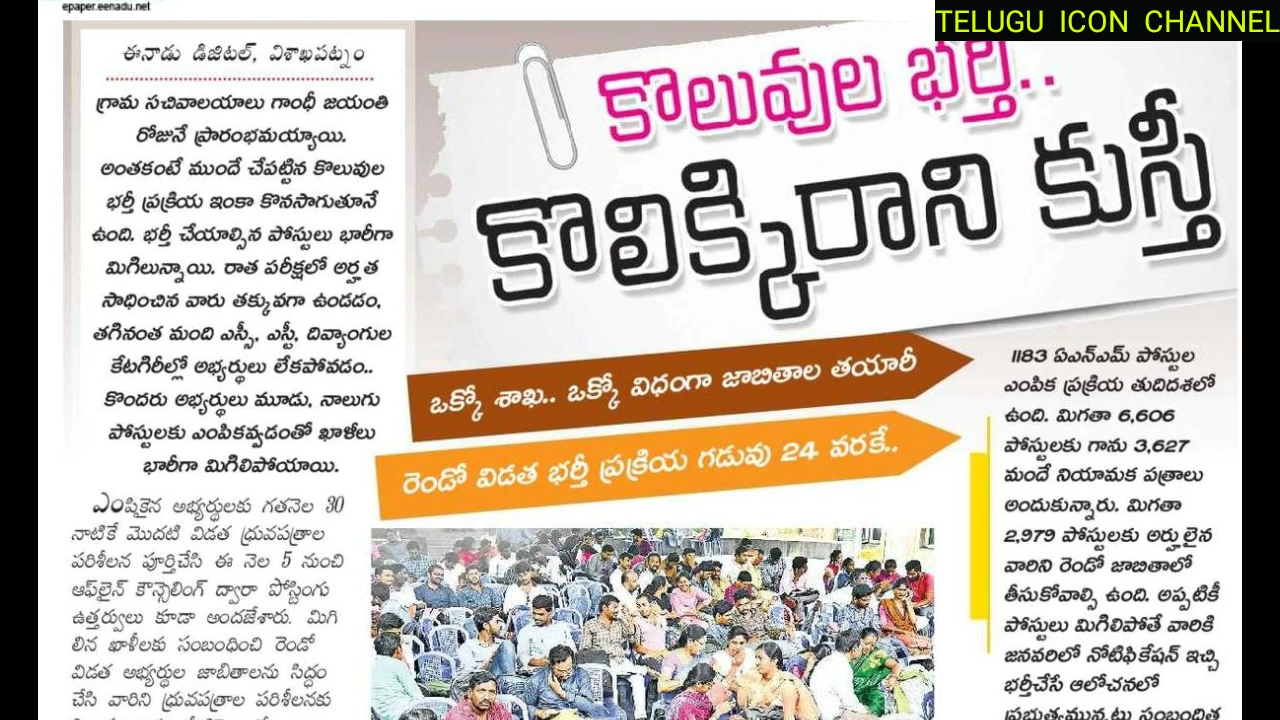 epaper.eenadu.net
TELUGU ICON CHANNEL
ఈనాడు డిజిటల్, విశాఖపట్నం
గ్రామ సచివాలయాలు గాంధీ జయంతి
రోజునే ప్రారంభమయ్యాయి.
అంతకంటే ముందే చేపట్టిన కొలువుల
భర్తీ ప్రక్రియ ఇంకా కొనసాగుతూనే
ఉంది. భర్తీ చేయాల్సిన పోస్టులు భారీగా
మిగిలున్నాయి. రాత పరీక్షలో అర్హత
సాధించిన వారు తక్కువగా ఉండడం,
తగినంత మంది ఎస్సీ, ఎస్టీ, దివ్యాంగుల
కేటగిరీల్లో అభ్యర్థులు లేకపోవడం..
కొందరు అభ్యర్థులు మూడు, నాలుగు
పోస్టులకు ఎంపికవ్వడంతో ఖాళీలు
భారీగా మిగిలిపోయాయి.
ఎంపికైన అభ్యర్థులకు గతనెల 30
నాటికే మొదటి విడత ధ్రువపత్రాల
పరిశీలన పూర్తిచేసి ఈ నెల 5 నుంచి
ఆఫ్‌లైన్ కౌన్సెలింగ్ ద్వారా పోస్టింగు
ఉత్తర్వులు కూడా అందజేశారు. మిగి
లిన ఖాళీలకు సంబంధించి రెండో
విడత అభ్యర్థుల జాబితాలను సిద్ధం
చేసి వారిని ధ్రువపత్రాల పరిశీలనకు
కొలువుల భర్తీ..
కొలిక్కిరాని కుస్తీ
ఒక్కో శాఖ.. ఒక్కో విధంగా జాబితాల తయారీ
రెండో విడత భర్తీ ప్రక్రియ గడువు 24 వరకే..
1183 ఏఎన్ఎమ్ పోస్టుల
ఎంపిక ప్రక్రియ తుదిదశలో
ఉంది. మిగతా 6,606
పోస్టులకు గాను 3,627
మందే నియామక పత్రాలు
అందుకున్నారు. మిగతా
2,979 పోస్టులకు అర్హులైన
వారిని రెండో జాబితాలో
తీసుకోవాల్సి ఉంది. అప్పటికీ
పోస్టులు మిగిలిపోతే వారికి
జనవరిలో నోటిఫికేషన్ ఇచ్చి
భర్తీచేసే ఆలోచనలో
ప్రభుత్వమున్నట్లు సంబంధిత